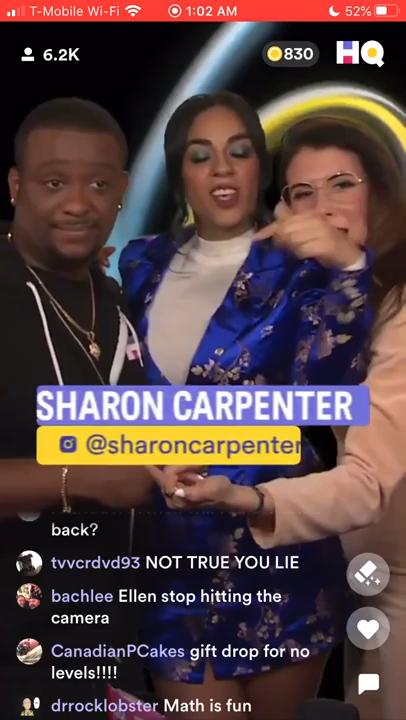 T-Mobile Wi-Fi 1:02 AM 52%
6.2K 830 HQ
SHARON CARPENTER
@sharoncarpenter
back?
tvvcrdvd93 NOT TRUE YOU LIE
bachlee Ellen stop hitting the
camera
CanadianPCakes gift drop for no
levels!!!!
drrocklobster Math is fun